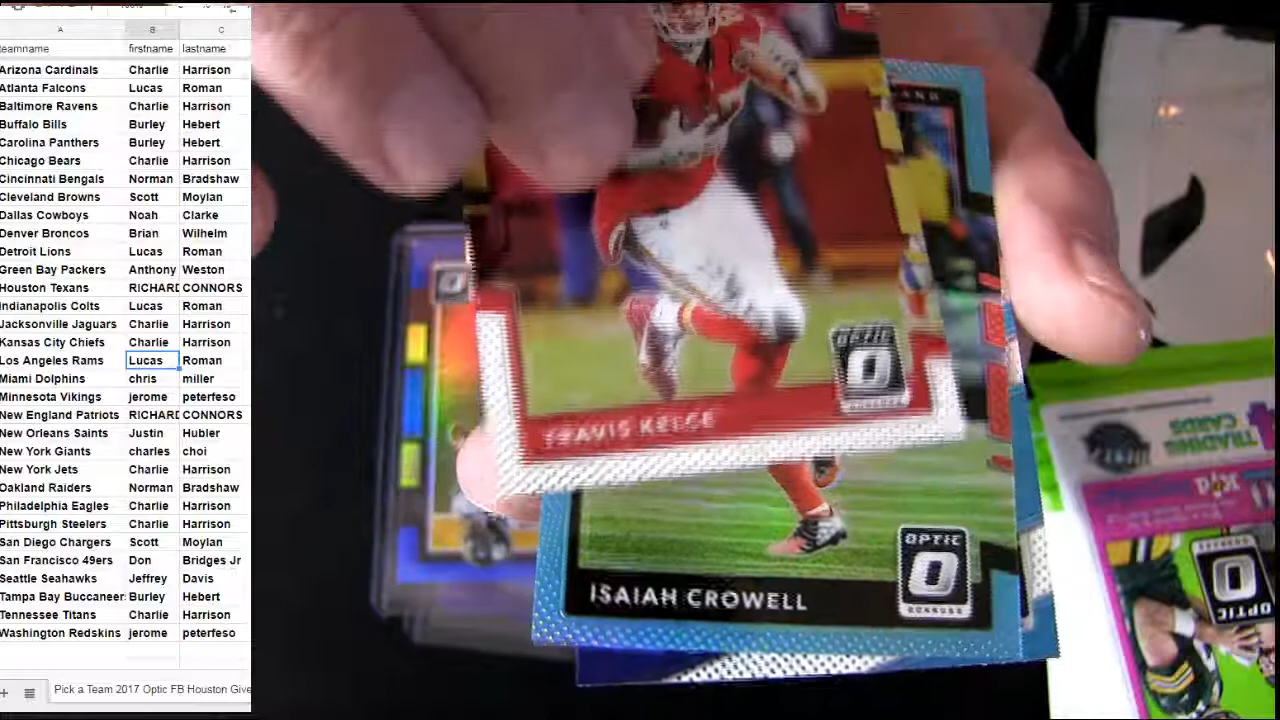 A B C
teamname firstname lastname
Arizona Cardinals Charlie Harrison
Atlanta Falcons Lucas Roman
Baltimore Ravens Charlie Harrison
Buffalo Bills Burley Hebert
Carolina Panthers Burley Hebert
Chicago Bears Charlie Harrison
Cincinnati Bengals Norman Bradshaw
Cleveland Browns Scott Moylan
Dallas Cowboys Noah Clarke
Denver Broncos Brian Wilhelm
Detroit Lions Lucas Roman
Green Bay Packers Anthony Weston
Houston Texans RICHARD CONNORS
Indianapolis Colts Lucas Roman
Jacksonville Jaguars Charlie Harrison
Kansas City Chiefs Charlie Harrison
Los Angeles Rams Lucas Roman
Miami Dolphins chris miller
Minnesota Vikings jerome peterfeso
New England Patriots RICHARD CONNORS
New Orleans Saints Justin Hubler
New York Giants charles choi
New York Jets Charlie Harrison
Oakland Raiders Norman Bradshaw
Philadelphia Eagles Charlie Harrison
Pittsburgh Steelers Charlie Harrison
San Diego Chargers Scott Moylan
San Francisco 49ers Don Bridges Jr
Seattle Seahawks Jeffrey Davis
Tampa Bay Buccaneer Burley Hebert
Tennessee Titans Charlie Harrison
Washington Redskins jerome peterfeso
Pick a Team 2017 Optic FB Houston Give
OPTIC
DONRUSS
TRAVIS KELCE
OPTIC
DONRUSS
ISAIAH CROWELL
TRADING
CARDS
DONRUSS
OPTIC